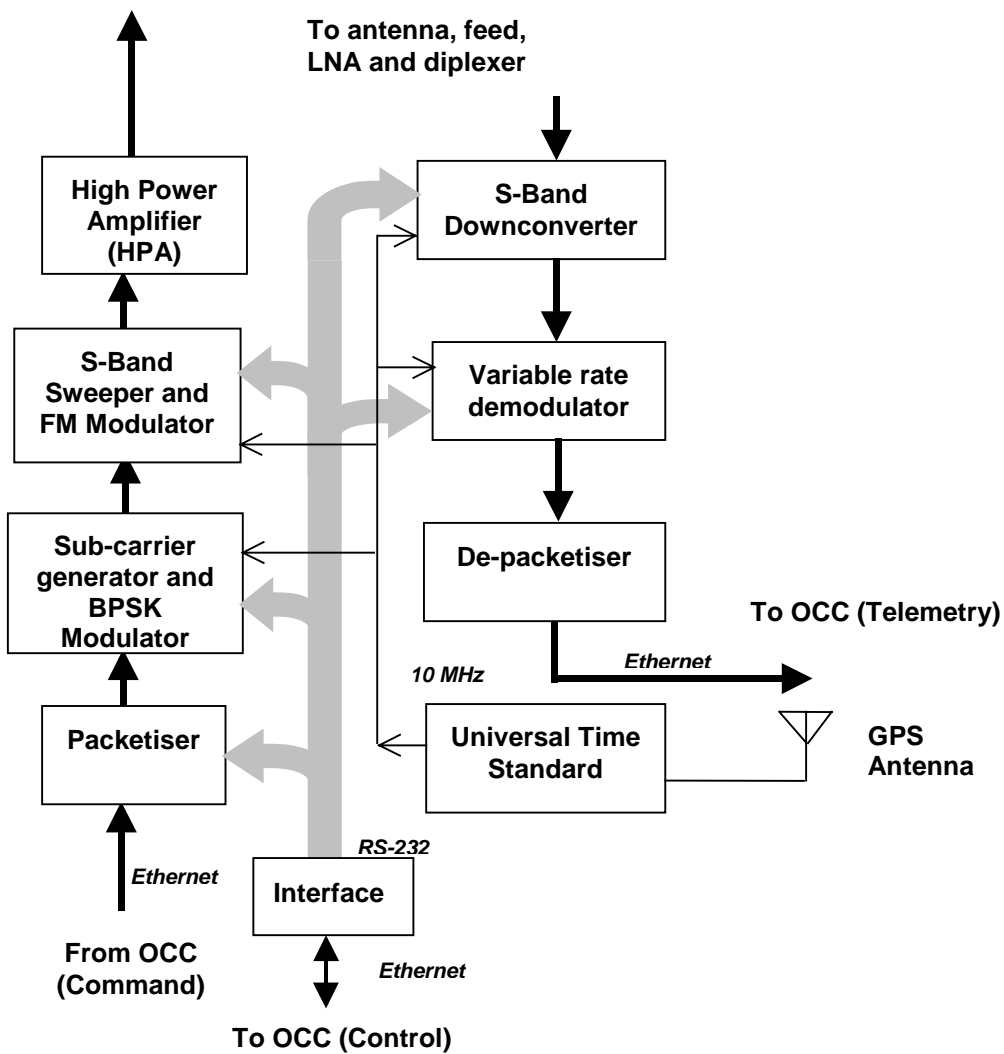 To antenna, feed,
LNA and diplexer
High Power
Amplifier
(HPA)
S-Band
Downconverter
S-Band
Sweeper and
FM Modulator
Variable rate
demodulator
Sub-carrier
generator and
BPSK
Modulator
De-packetiser
To OCC (Telemetry)
Ethernet
10 MHz
Packetiser
Universal Time
Standard
GPS
Antenna
RS-232
Ethernet
Interface
From OCC
(Command)
Ethernet
To OCC (Control)